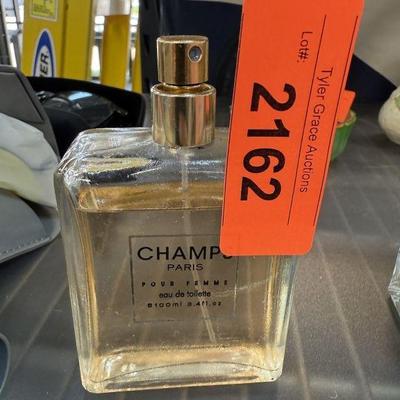 Tyler Grace Auctions
Lot#:
2162
CHAMPS
PARIS
POUR FEMME
eau de toilette
100ml 3.4fl.oz